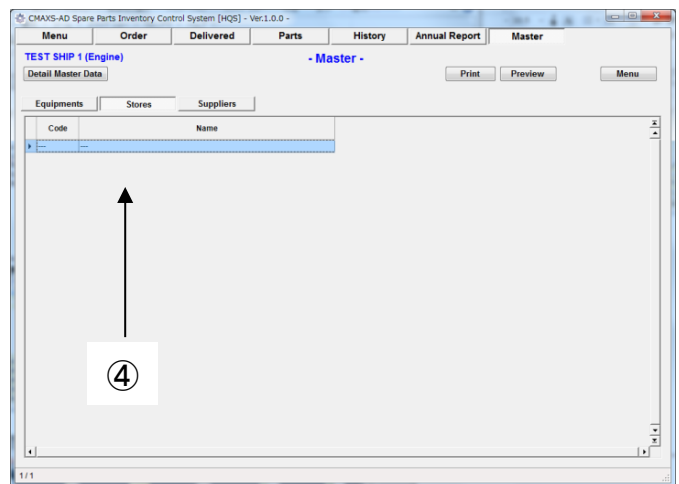 CMAXS-AD Spare Parts Inventory Control System [HQS] - Ver.1.0.0 -
Menu Order Delivered Parts History Annual Report Master
TEST SHIP 1 (Engine) - Master -
Detail Master Data Print Preview Menu
Equipments Stores Suppliers
Code Name
--- ---
④
1 / 1